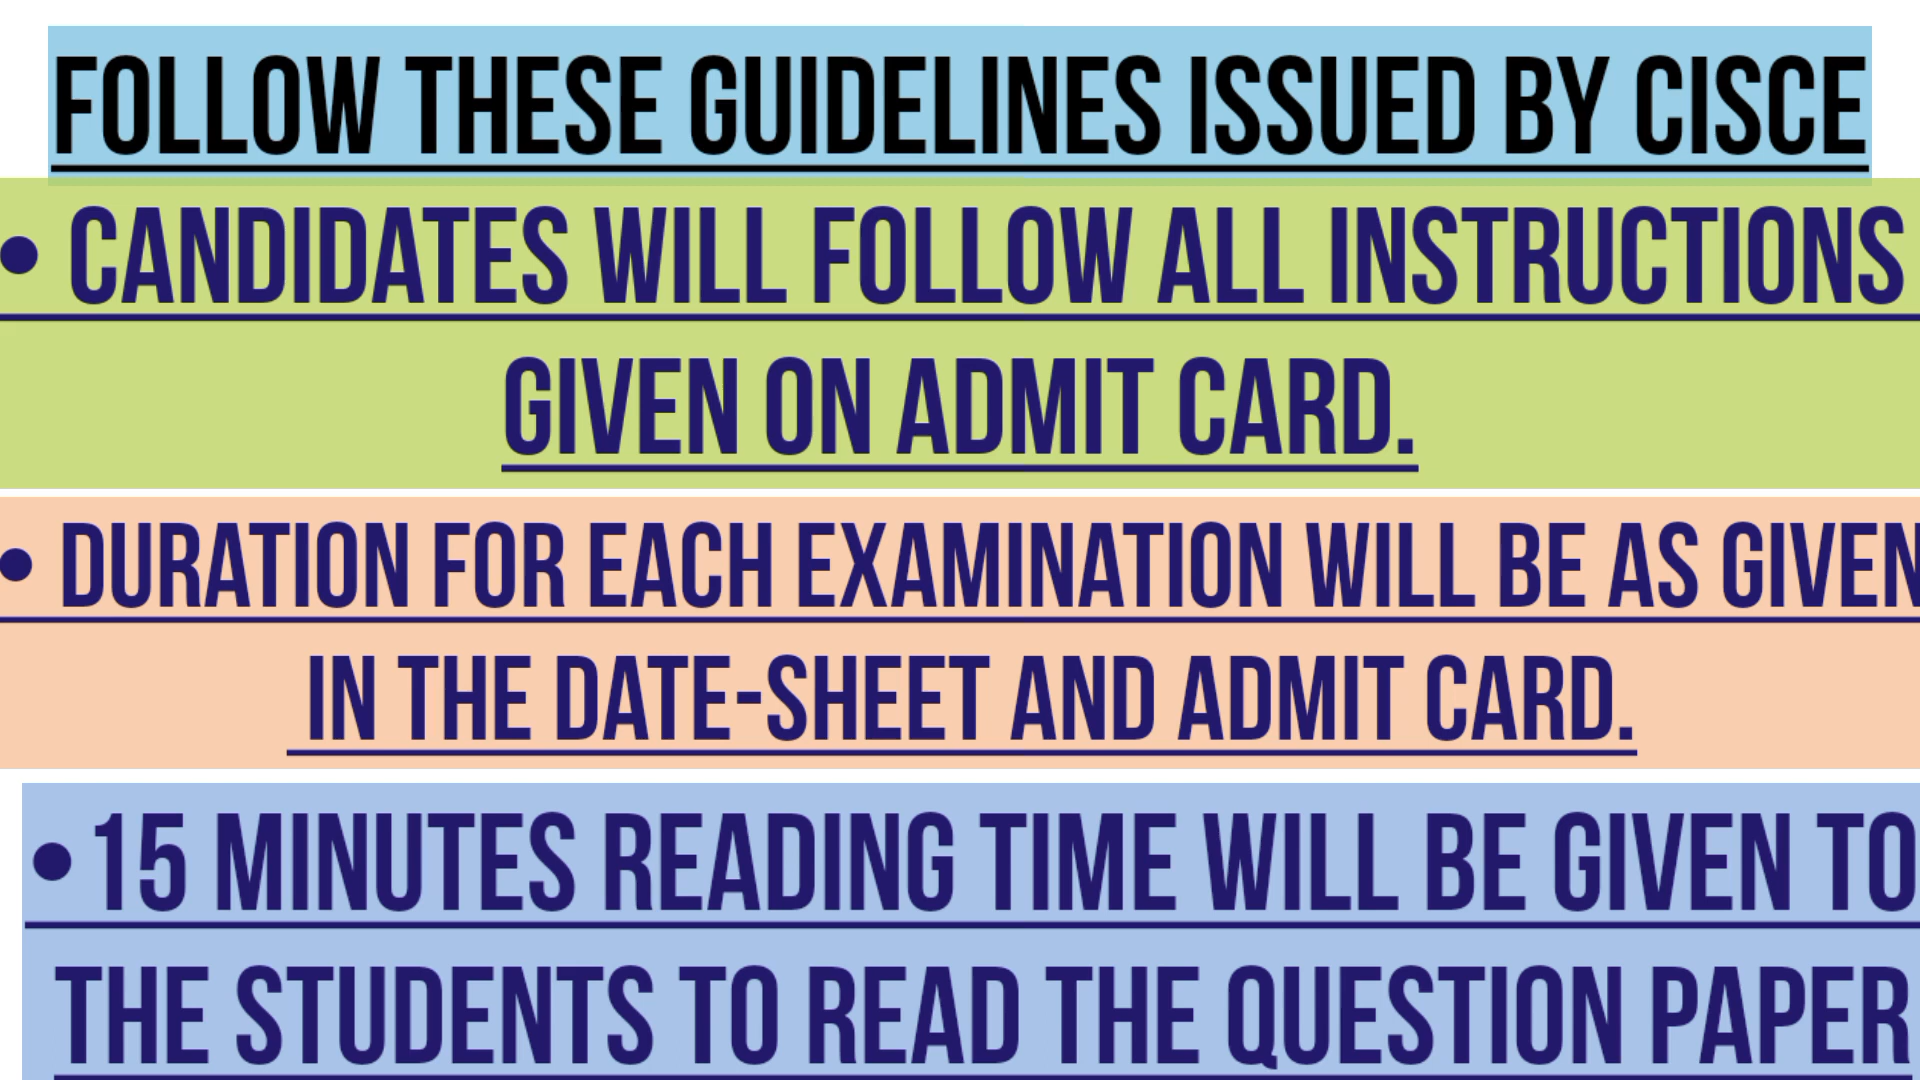 FOLLOW THESE GUIDELINES ISSUED BY CISCE
• CANDIDATES WILL FOLLOW ALL INSTRUCTIONS
GIVEN ON ADMIT CARD.
• DURATION FOR EACH EXAMINATION WILL BE AS GIVEN
IN THE DATE-SHEET AND ADMIT CARD.
• 15 MINUTES READING TIME WILL BE GIVEN TO
THE STUDENTS TO READ THE QUESTION PAPER